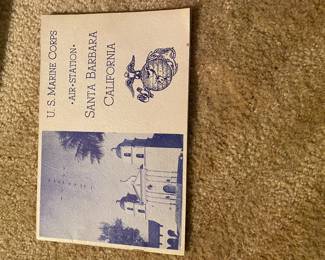 U. S. MARINE CORPS
•AIR•STATION•
SANTA BARBARA
CALIFORNIA